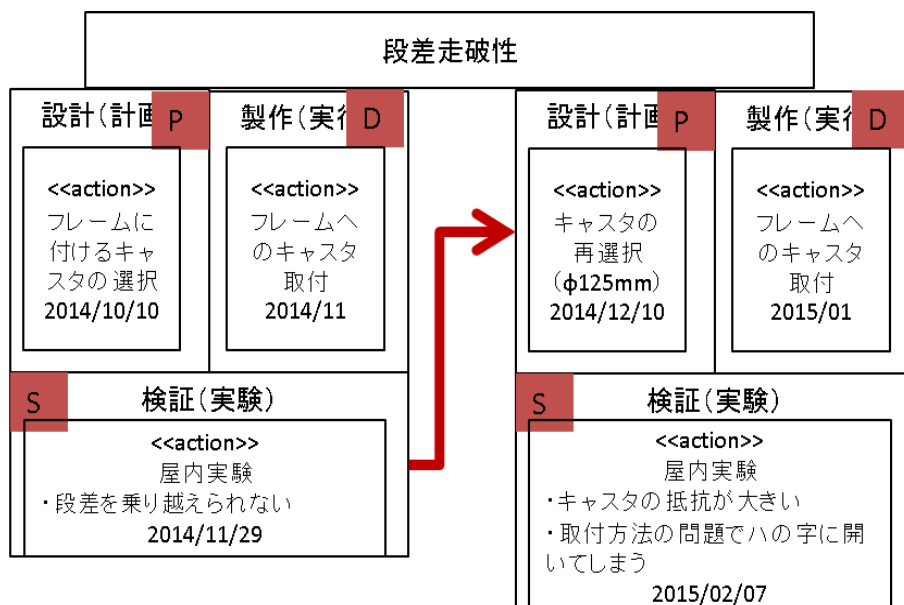 段差走破性
設計(計画
P
製作(実行
D
<<action>>
フレームに
付けるキャ
スタの選択
2014/10/10
<<action>>
フレームへ
のキャスタ
取付
2014/11
S
検証(実験)
<<action>>
屋内実験
・段差を乗り越えられない
2014/11/29
設計(計画
P
製作(実行
D
<<action>>
キャスタの
再選択
(φ125mm)
2014/12/10
<<action>>
フレームへ
のキャスタ
取付
2015/01
S
検証(実験)
<<action>>
屋内実験
・キャスタの抵抗が大きい
・取付方法の問題でハの字に開
いてしまう
2015/02/07